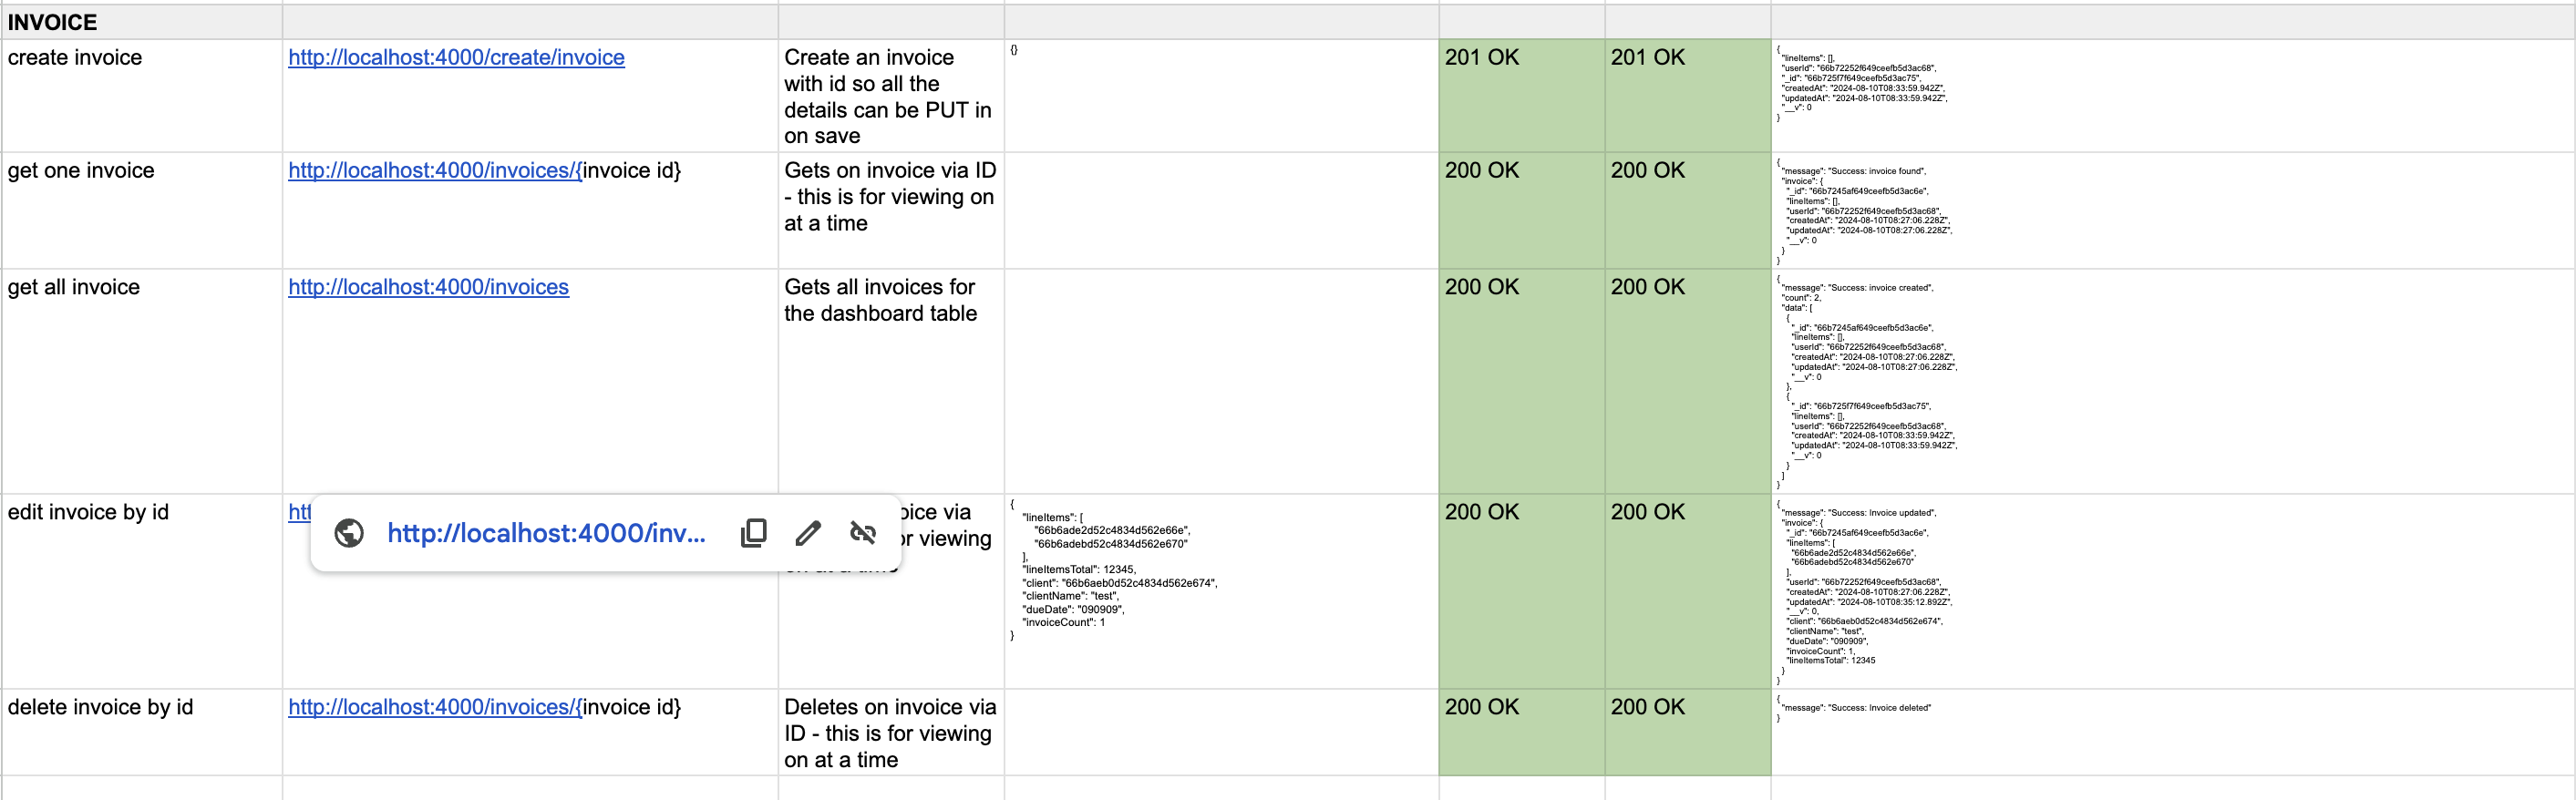 INVOICE
create invoice
http://localhost:4000/create/invoice
Create an invoice
with id so all the
details can be PUT in
on save
{}
201 OK
201 OK
{
"lineItems": [],
"userId": "66b72252f649ceefb5d3ac68",
"_id": "66b725f7f649ceefb5d3ac75",
"createdAt": "2024-08-10T08:33:59.942Z",
"updatedAt": "2024-08-10T08:33:59.942Z",
"__v": 0
}
get one invoice
http://localhost:4000/invoices/{invoice id}
Gets on invoice via ID
- this is for viewing on
at a time
200 OK
200 OK
{
"message": "Success: invoice found",
"invoice": {
"_id": "66b7245af649ceefb5d3ac6e",
"lineItems": [],
"userId": "66b72252f649ceefb5d3ac68",
"createdAt": "2024-08-10T08:27:06.228Z",
"updatedAt": "2024-08-10T08:27:06.228Z",
"__v": 0
}
}
get all invoice
http://localhost:4000/invoices
Gets all invoices for
the dashboard table
200 OK
200 OK
{
"message": "Success: invoice created",
"count": 2,
"data": [
{
"_id": "66b7245af649ceefb5d3ac6e",
"lineItems": [],
"userId": "66b72252f649ceefb5d3ac68",
"createdAt": "2024-08-10T08:27:06.228Z",
"updatedAt": "2024-08-10T08:27:06.228Z",
"__v": 0
},
{
"_id": "66b725f7f649ceefb5d3ac75",
"lineItems": [],
"userId": "66b72252f649ceefb5d3ac68",
"createdAt": "2024-08-10T08:33:59.942Z",
"updatedAt": "2024-08-10T08:33:59.942Z",
"__v": 0
}
]
}
edit invoice by id
htt
http://localhost:4000/inv...
oice via
or viewing
{
"lineItems": [
"66b6ade2d52c4834d562e66e",
"66b6adebd52c4834d562e670"
],
"lineItemsTotal": 12345,
"client": "66b6aeb0d52c4834d562e674",
"clientName": "test",
"dueDate": "090909",
"invoiceCount": 1
}
200 OK
200 OK
{
"message": "Success: Invoice updated",
"invoice": {
"_id": "66b7245af649ceefb5d3ac6e",
"lineItems": [
"66b6ade2d52c4834d562e66e",
"66b6adebd52c4834d562e670"
],
"userId": "66b72252f649ceefb5d3ac68",
"createdAt": "2024-08-10T08:27:06.228Z",
"updatedAt": "2024-08-10T08:35:12.892Z",
"__v": 0,
"client": "66b6aeb0d52c4834d562e674",
"clientName": "test",
"dueDate": "090909",
"invoiceCount": 1,
"lineItemsTotal": 12345
}
}
delete invoice by id
http://localhost:4000/invoices/{invoice id}
Deletes on invoice via
ID - this is for viewing
on at a time
200 OK
200 OK
{
"message": "Success: Invoice deleted"
}